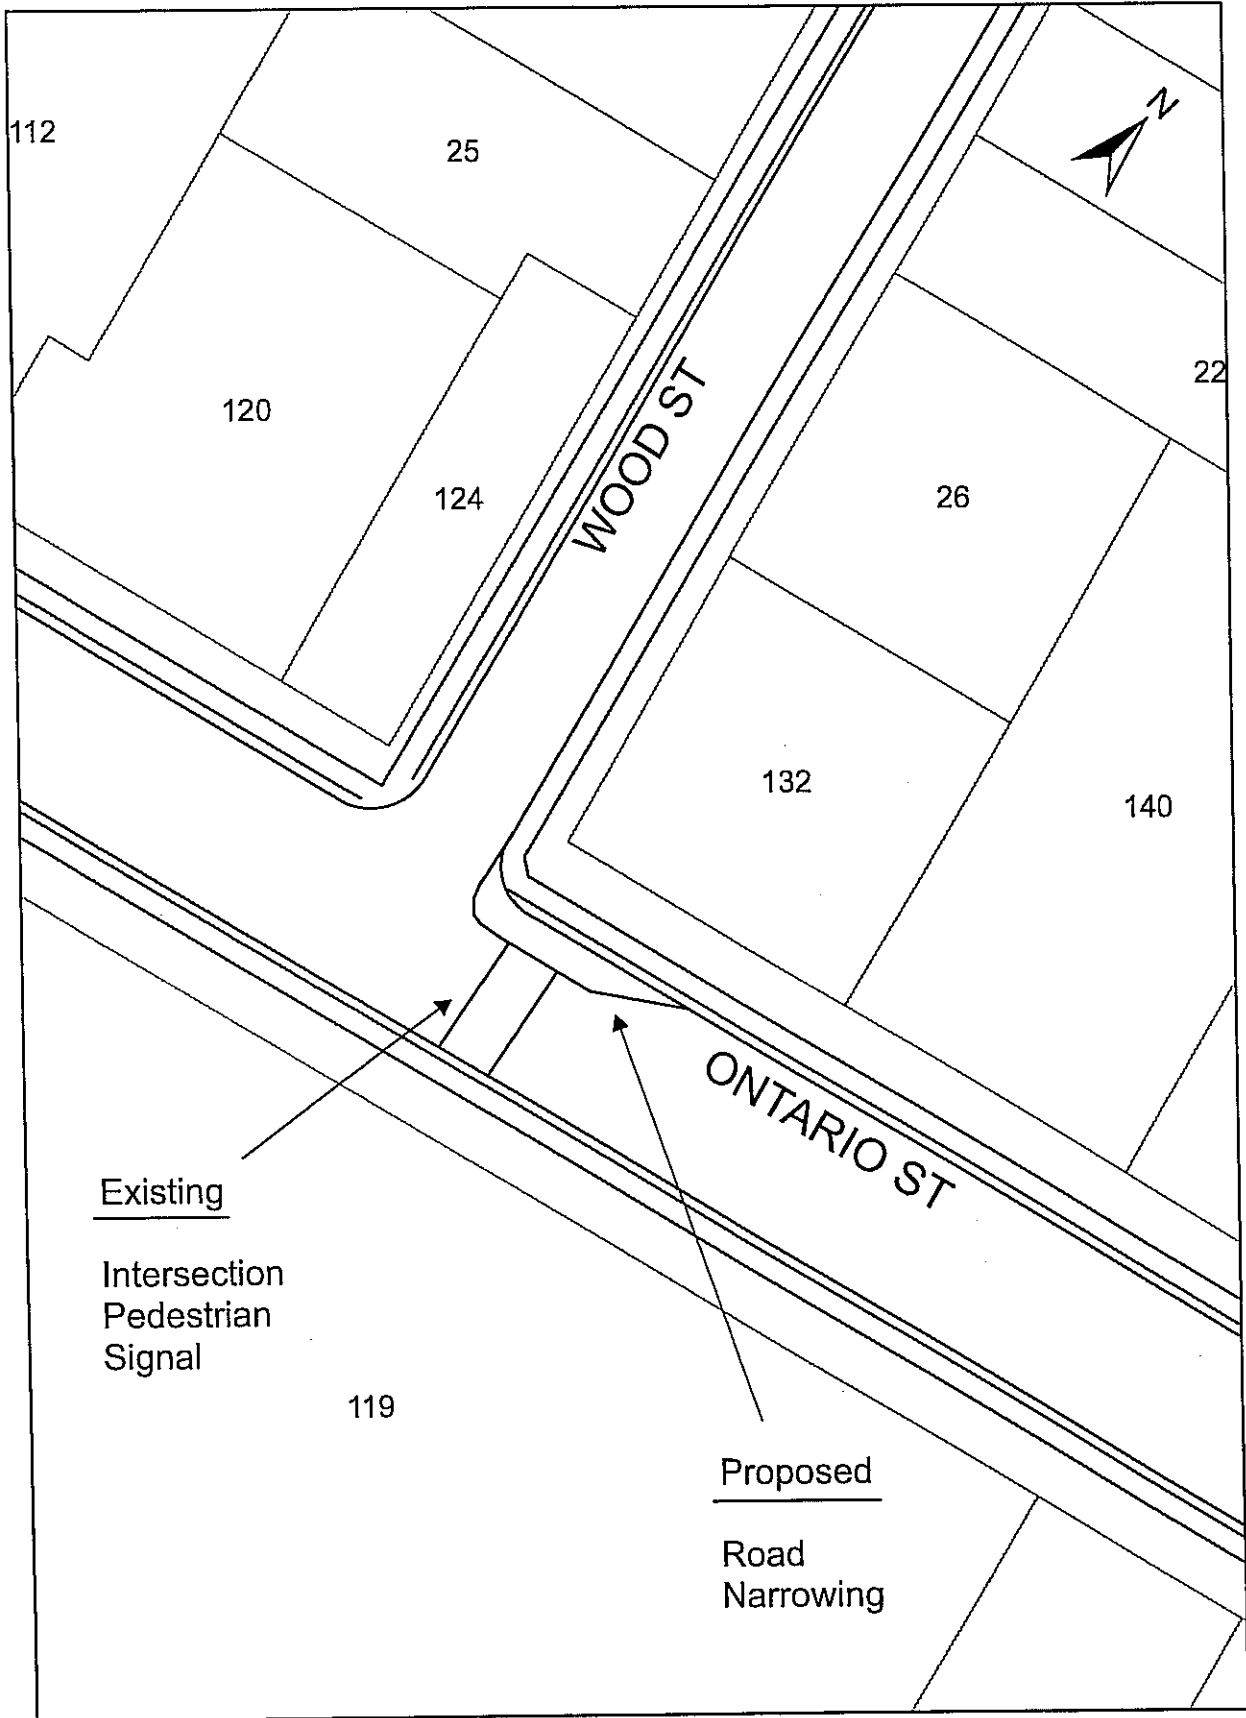 N
112
25
22
120
124
WOOD ST
26
132
140
ONTARIO ST
Existing
Intersection
Pedestrian
Signal
119
Proposed
Road
Narrowing